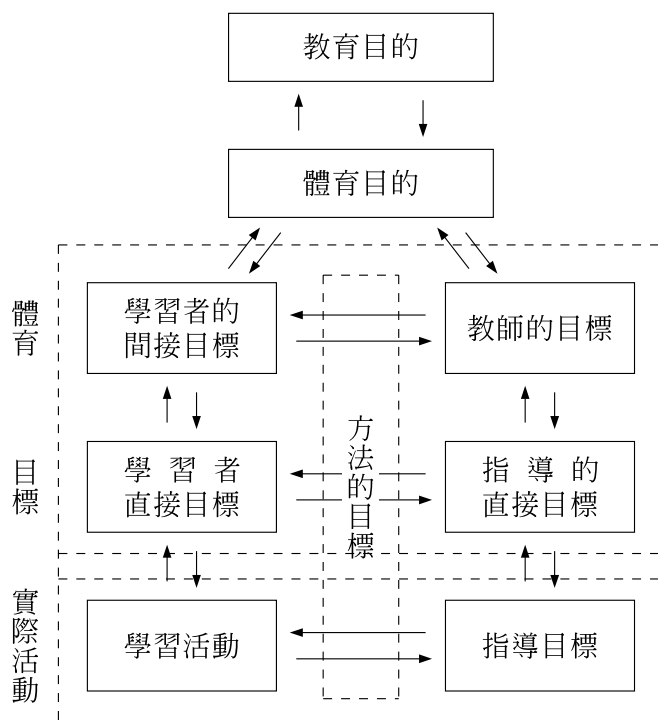 教育目的
體育目的
體育
學習者的
間接目標
教師的目標
目標
學習者
直接目標
方法的目標
指導的
直接目標
實際活動
學習活動
指導目標